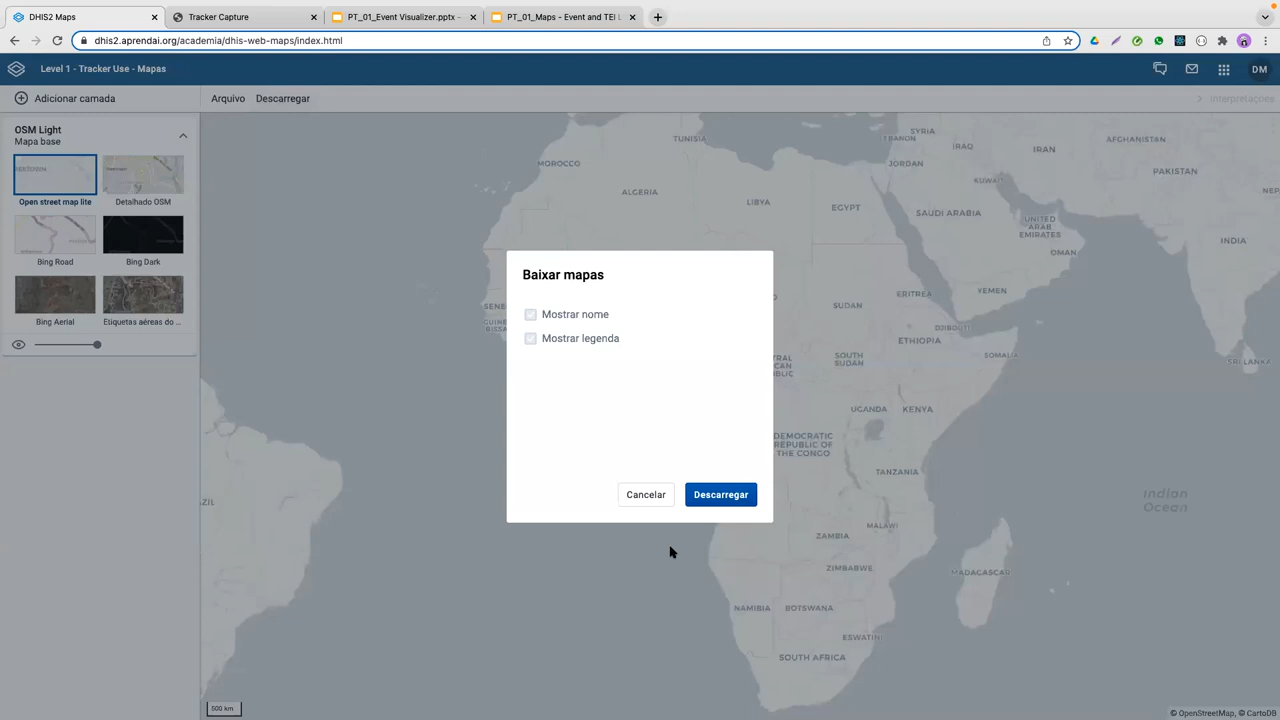 DHIS2 Maps
Tracker Capture
PT_01_Event Visualizer.pptx -
PT_01_Maps - Event and TEI L
dhis2.aprendai.org/academia/dhis-web-maps/index.html
Level 1 - Tracker Use - Mapas
DM
Adicionar camada
Arquivo
Descarregar
Interpretações
OSM Light
Mapa base
Open street map lite
Detalhado OSM
Bing Road
Bing Dark
Bing Aerial
Etiquetas aéreas do ...
Baixar mapas
Mostrar nome
Mostrar legenda
Cancelar
Descarregar
TUNISIA
MOROCCO
ALGERIA
LIBYA
EGYPT
SYRIA
IRAQ
IRAN
JORDAN
AFGHANISTAN
PAKISTAN
NEP
KUWAIT
SAUDI ARABIA
UNITED
ARAB
EMIRATES
OMAN
INDIA
YEMEN
ERITREA
SUDAN
DJIBOUTI
ETHIOPIA
SOMALIA
SRI LANKA
SOUTH
SUDAN
UGANDA
KENYA
DEMOCRATIC
REPUBLIC OF
THE CONGO
TANZANIA
MALAWI
ZAMBIA
ZIMBABWE
MADAGASCAR
NAMIBIA
BOTSWANA
ESWATINI
SOUTH AFRICA
Indian
Ocean
500 km
© OpenStreetMap, © CartoDB